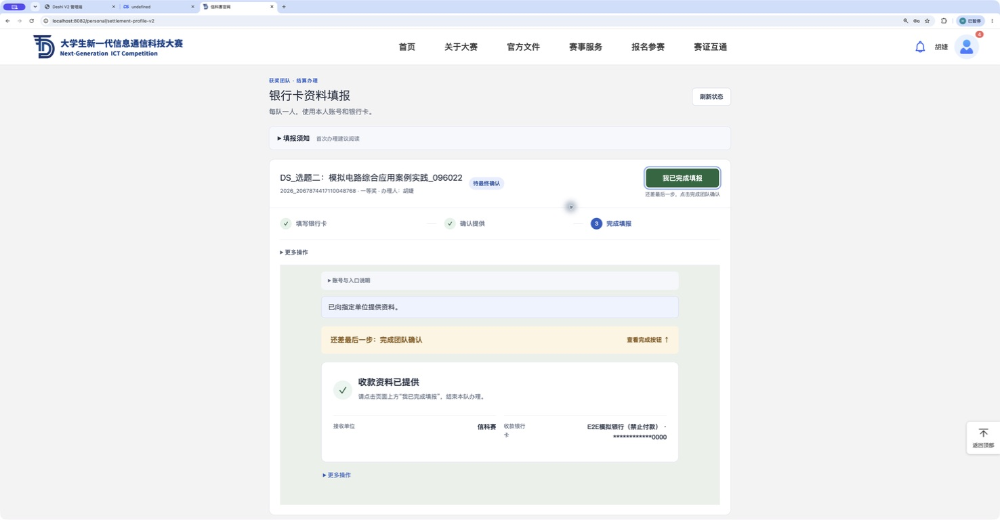 Deshi V2 管理端
undefined
信科赛官网
localhost:8082/personal/settlement-profile-v2
已暂停
大学生新一代信息通信科技大赛
Next-Generation ICT Competition
首页
关于大赛
官方文件
赛事服务
报名参赛
赛证互通
胡婕
4
获奖团队 · 结算办理
银行卡资料填报
每队一人，使用本人账号和银行卡。
刷新状态
填报须知 首次办理建议阅读
DS_选题二：模拟电路综合应用案例实践_096022
待最终确认
我已完成填报
2026_2067874417110048768 · 一等奖 · 办理人：胡婕
还差最后一步，点击完成团队确认
填写银行卡
确认提供
3 完成填报
更多操作
账号与入口说明
已向指定单位提供资料。
还差最后一步：完成团队确认
查看完成按钮 ↑
收款资料已提供
请点击页面上方“我已完成填报”，结束本队办理。
接收单位
信科赛
收款银行
卡
E2E模拟银行（禁止付款） ·
************0000
更多操作
返回顶部